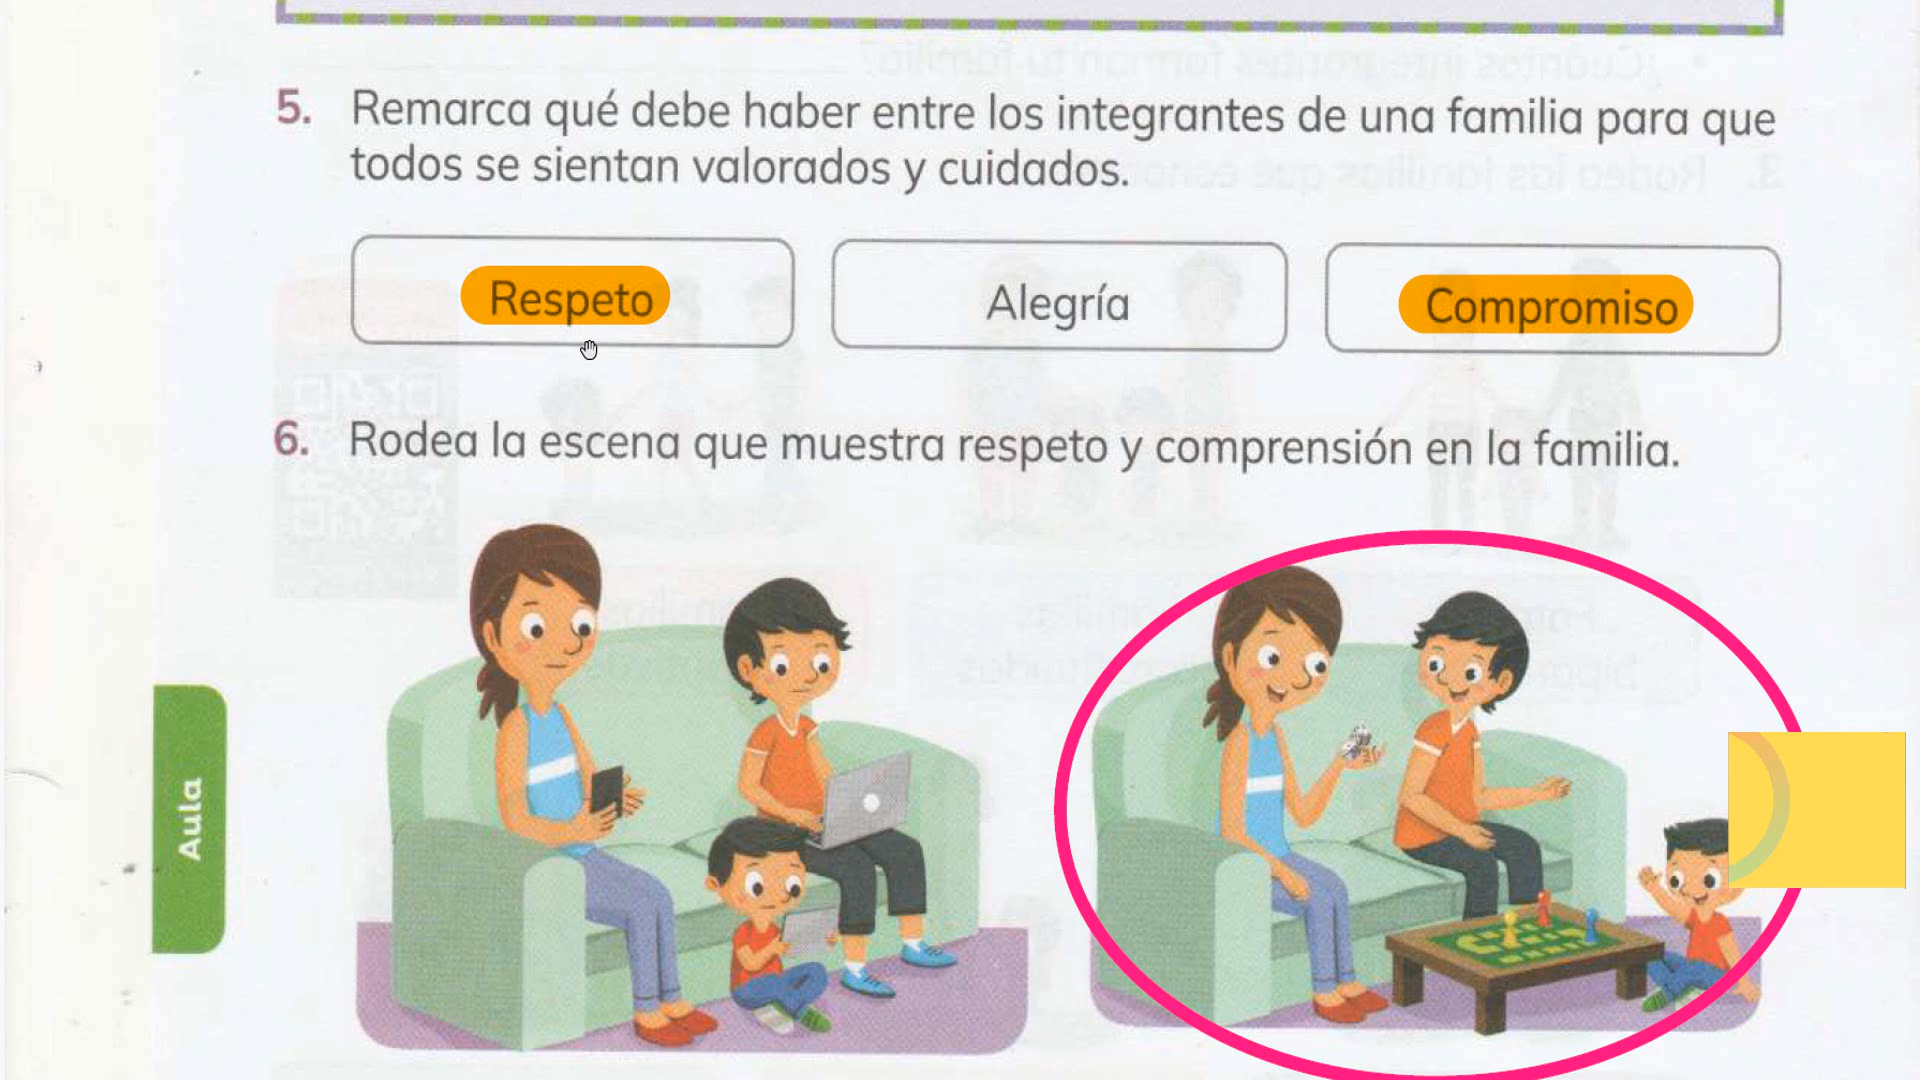 5. Remarca qué debe haber entre los integrantes de una familia para que
todos se sientan valorados y cuidados.
Respeto
Alegría
Compromiso
6. Rodea la escena que muestra respeto y comprensión en la familia.
Aula